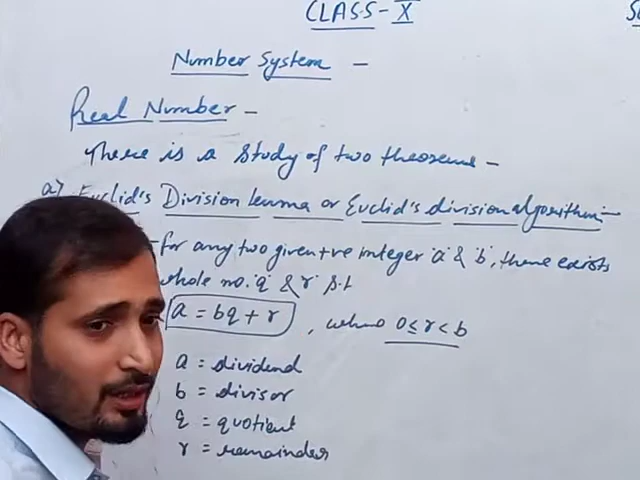 CLASS - X
Number System -
Real Number -
There is a study of two theorems -
a) Euclid's Division lemma or Euclid's division algorithm -
for any two given +ve integer 'a' & 'b', there exists
whole no. 'q' & 'r' s.t
a = bq + r , where 0 ≤ r < b
a = dividend
b = divisor
q = quotient
r = remainder